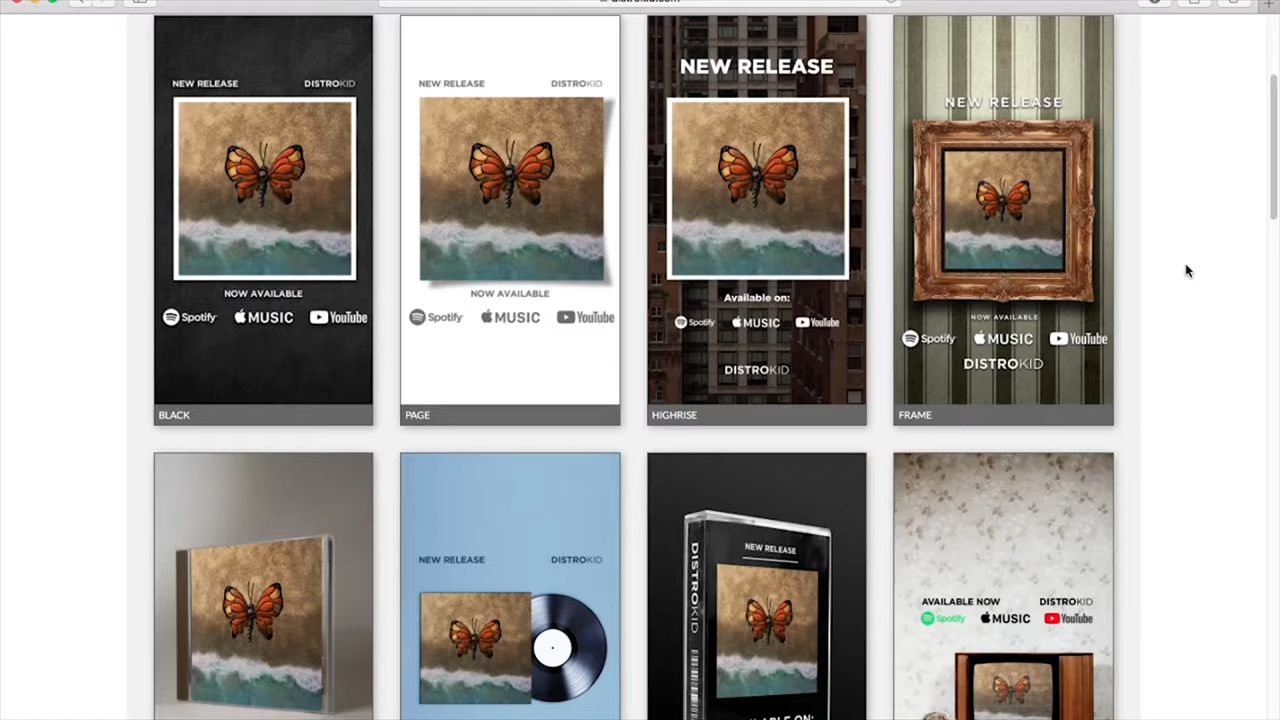 NEW RELEASE DISTROKID
NOW AVAILABLE
Spotify MUSIC YouTube
BLACK
NEW RELEASE DISTROKID
NOW AVAILABLE
Spotify MUSIC YouTube
PAGE
NEW RELEASE
Available on:
Spotify MUSIC YouTube
DISTROKID
HIGHRISE
NEW RELEASE
NOW AVAILABLE
Spotify MUSIC YouTube
DISTROKID
FRAME
NEW RELEASE DISTROKID
DISTROKID
NEW RELEASE
AVAILABLE NOW DISTROKID
Spotify MUSIC YouTube